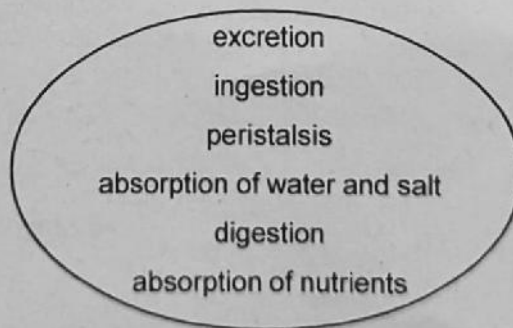 excretion
ingestion
peristalsis
absorption of water and salt
digestion
absorption of nutrients